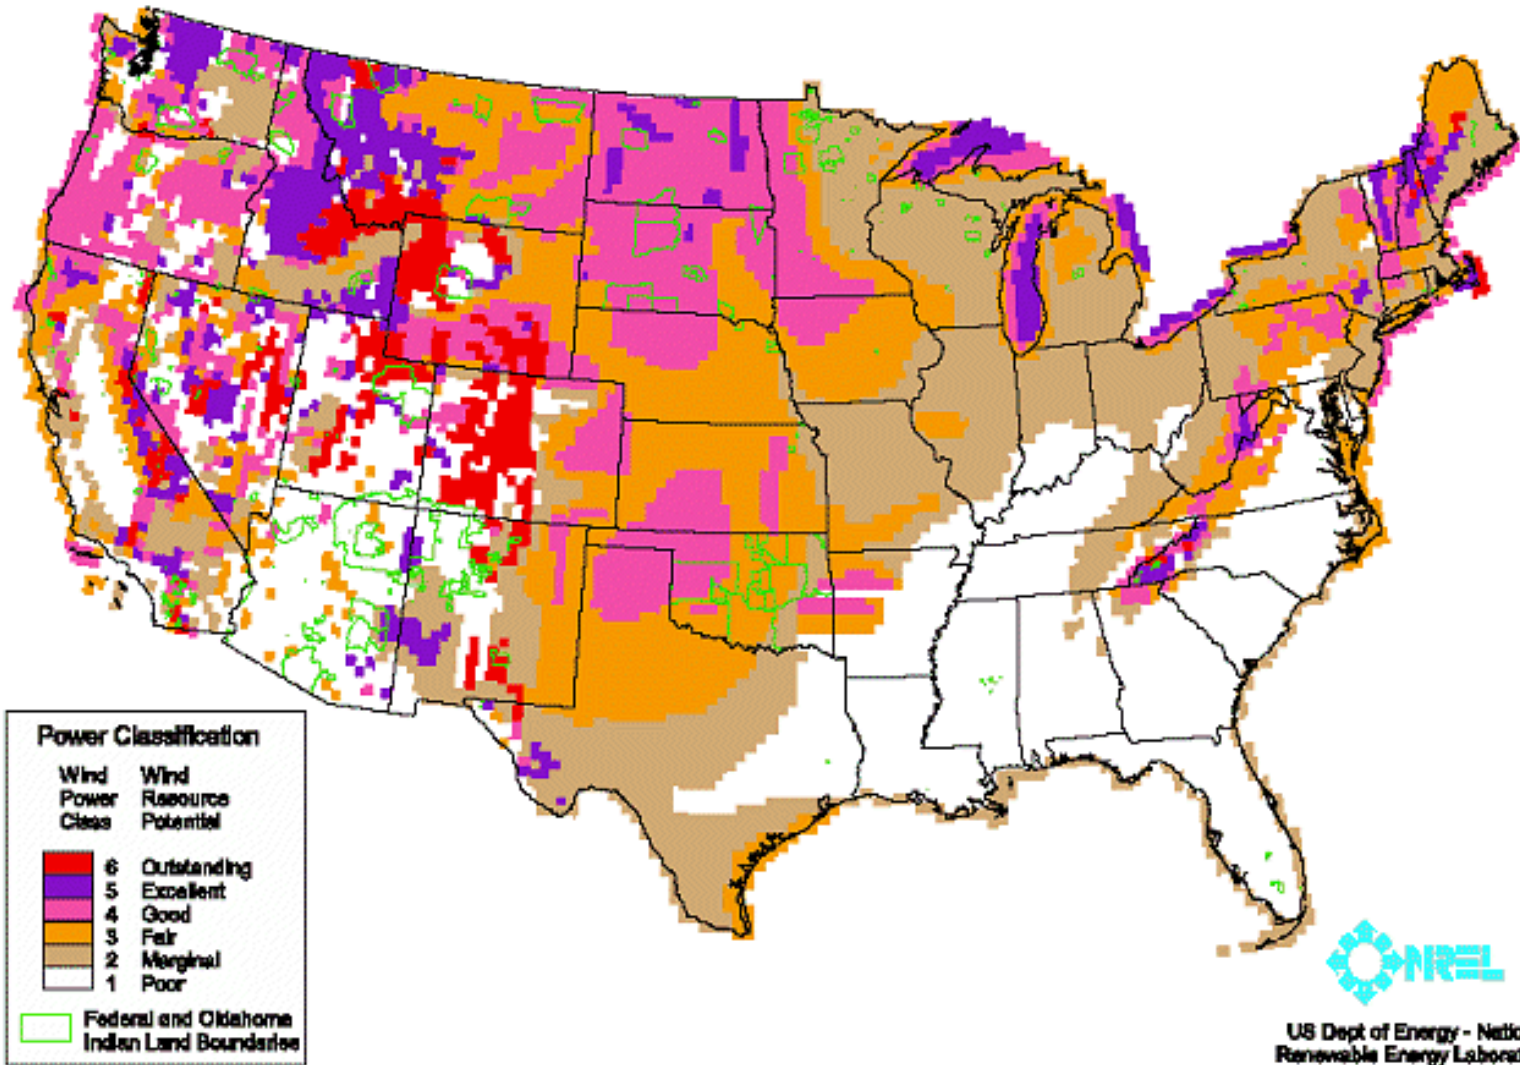 Power Classification
Wind Wind
Power Resource
Class Potential
6 Outstanding
5 Excellent
4 Good
3 Fair
2 Marginal
1 Poor
Federal and Oklahoma
Indian Land Boundaries
NREL
US Dept of Energy - Natio
Renewable Energy Laborat